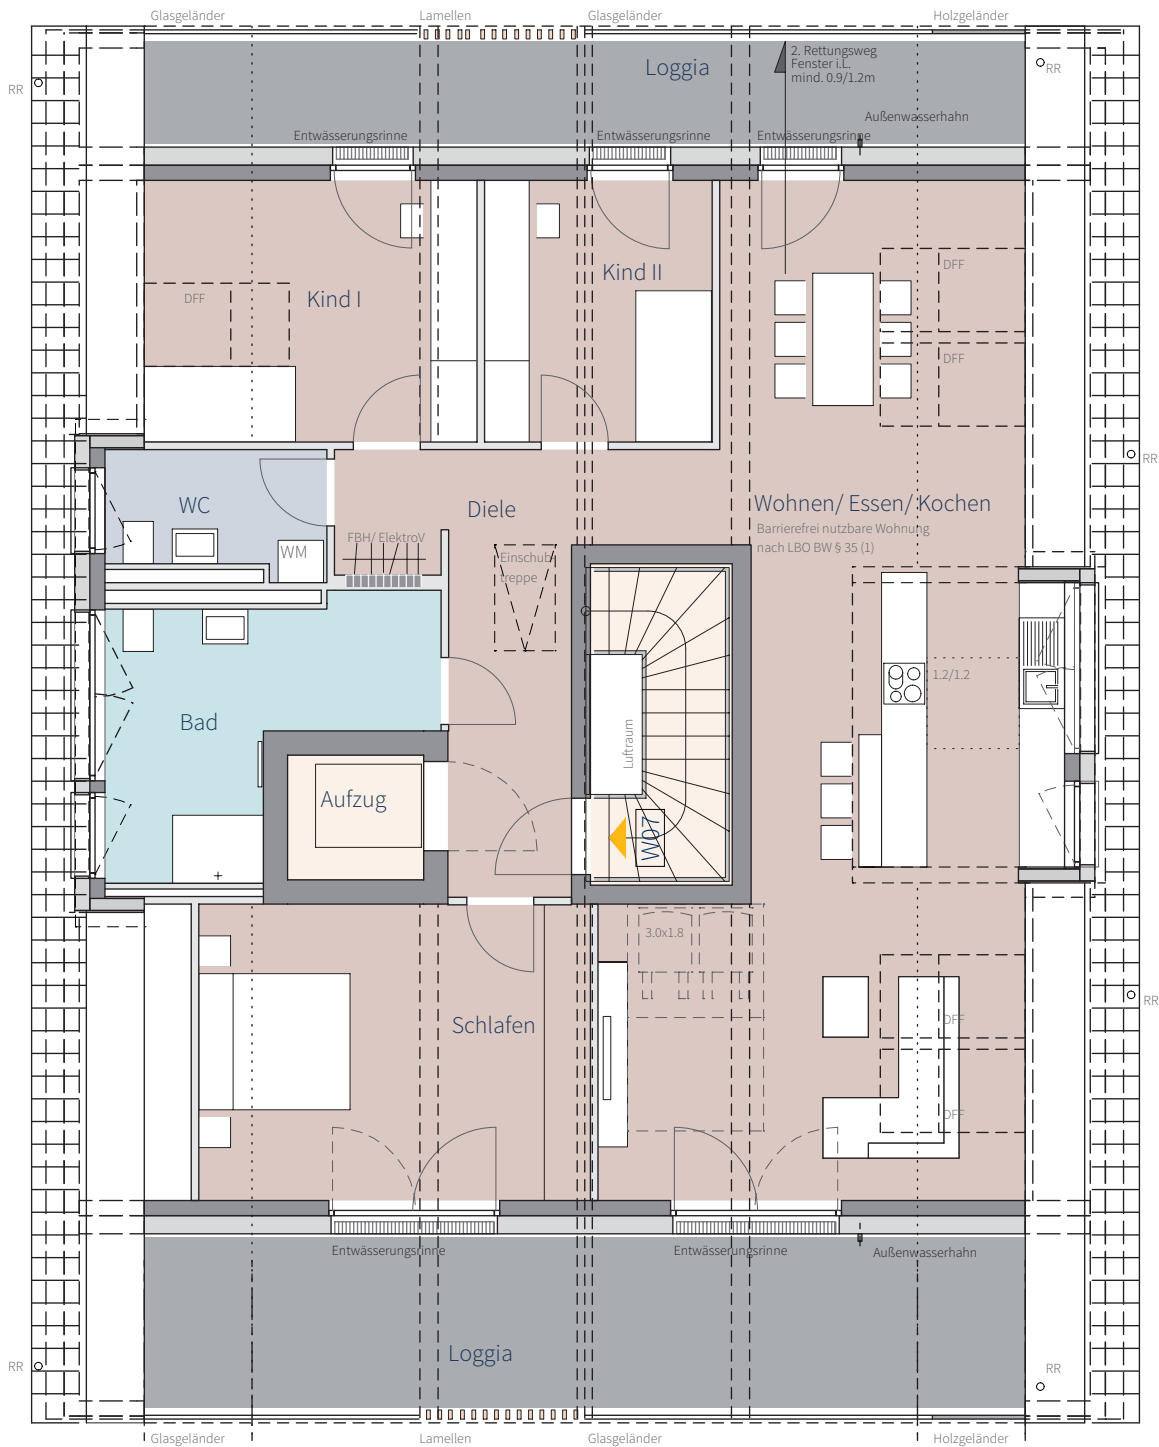 Glasgeländer
Lamellen
Glasgeländer
Holzgeländer
RR
RR
Loggia
2. Rettungsweg
Fenster i.L.
mind. 0.9/1.2m
Außenwasserhahn
Entwässerungsrinne
Entwässerungsrinne
Entwässerungsrinne
Kind I
DFF
Kind II
DFF
DFF
RR
WC
WM
FBH/ ElektroV
Diele
Wohnen/ Essen/ Kochen
Barrierefrei nutzbare Wohnung
nach LBO BW § 35 (1)
Einschub-
treppe
1.2/1.2
Bad
Luftraum
Aufzug
W07
3.0x1.8
Schlafen
DFF
DFF
RR
Entwässerungsrinne
Entwässerungsrinne
Außenwasserhahn
Loggia
RR
RR
Glasgeländer
Lamellen
Glasgeländer
Holzgeländer